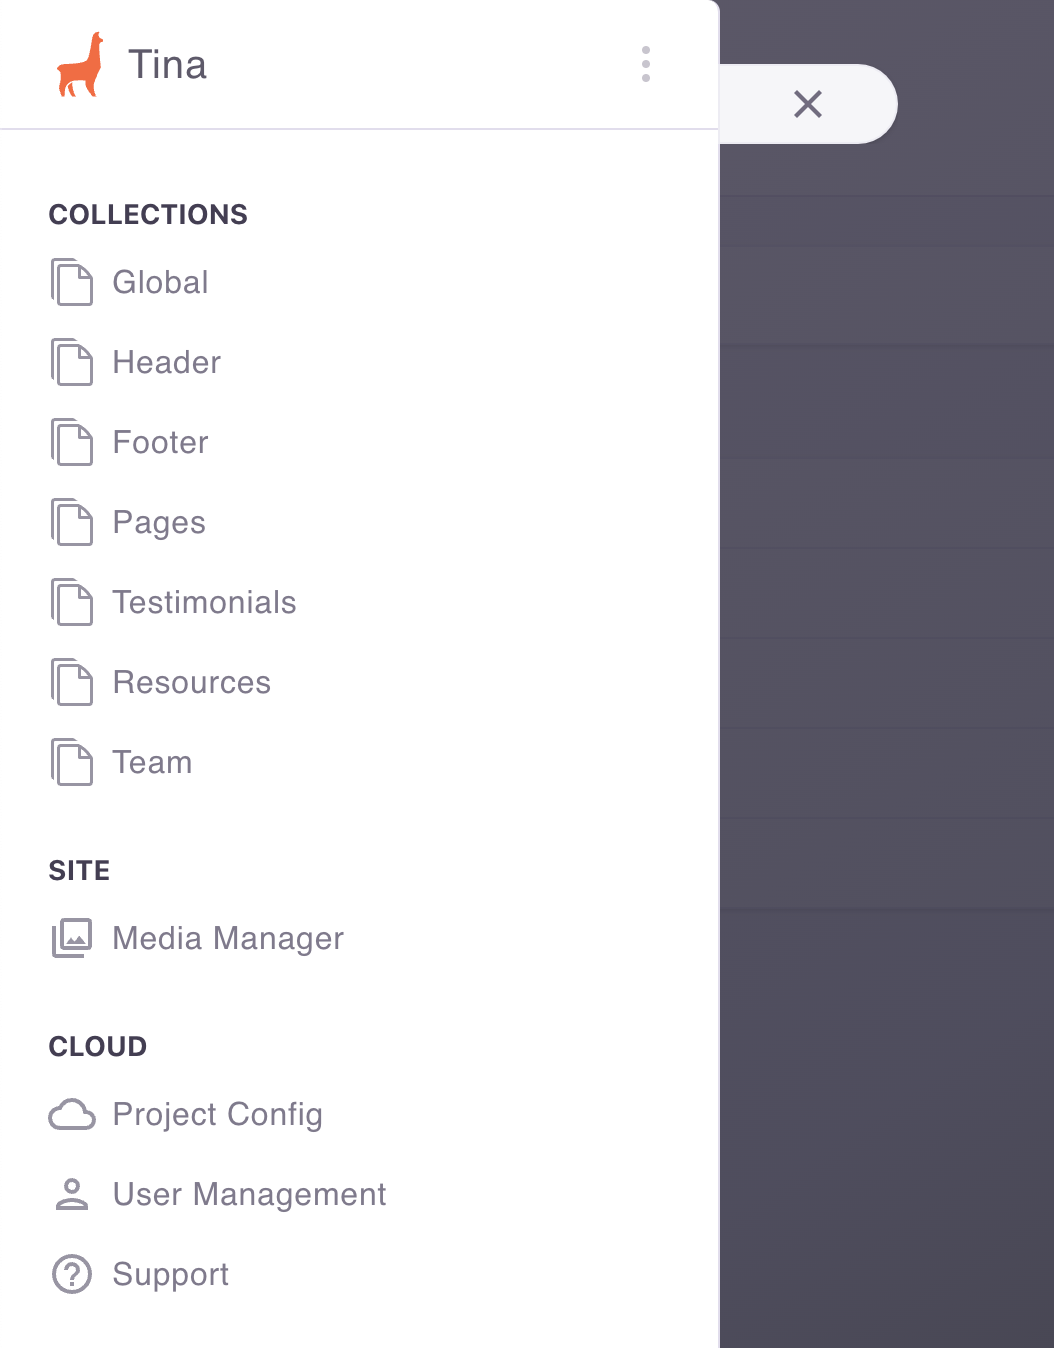 Tina
COLLECTIONS
Global
Header
Footer
Pages
Testimonials
Resources
Team
SITE
Media Manager
CLOUD
Project Config
User Management
Support